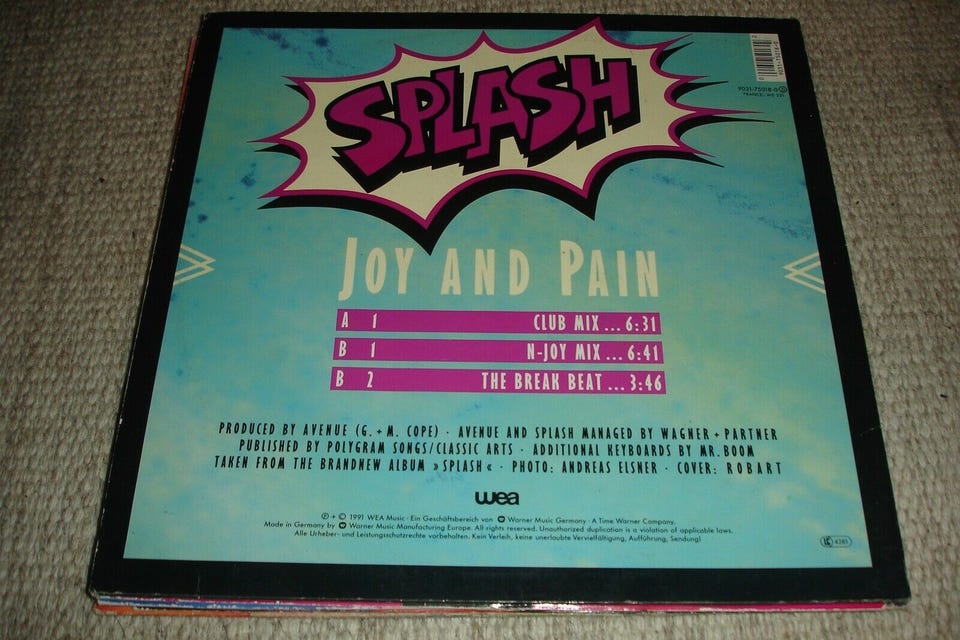 SPLASH
9031-75018-0
JOY AND PAIN
A 1 CLUB MIX ... 6:31
B 1 N-JOY MIX ... 6:41
B 2 THE BREAK BEAT ... 3:46
PRODUCED BY AVENUE (G. + M. COPE) · AVENUE AND SPLASH MANAGED BY WAGNER + PARTNER
PUBLISHED BY POLYGRAM SONGS/CLASSIC ARTS · ADDITIONAL KEYBOARDS BY MR. BOOM
TAKEN FROM THE BRANDNEW ALBUM »SPLASH« · PHOTO: ANDREAS ELSNER · COVER: ROBART
wea
℗ + © 1991 WEA Music · Ein Geschäftsbereich von Warner Music Germany · A Time Warner Company.
Made in Germany by Warner Music Manufacturing Europe. All rights reserved. Unauthorized duplication is a violation of applicable laws.
Alle Urheber- und Leistungsschutzrechte vorbehalten. Kein Verleih, keine unerlaubte Vervielfältigung, Aufführung, Sendung!
LC 4281